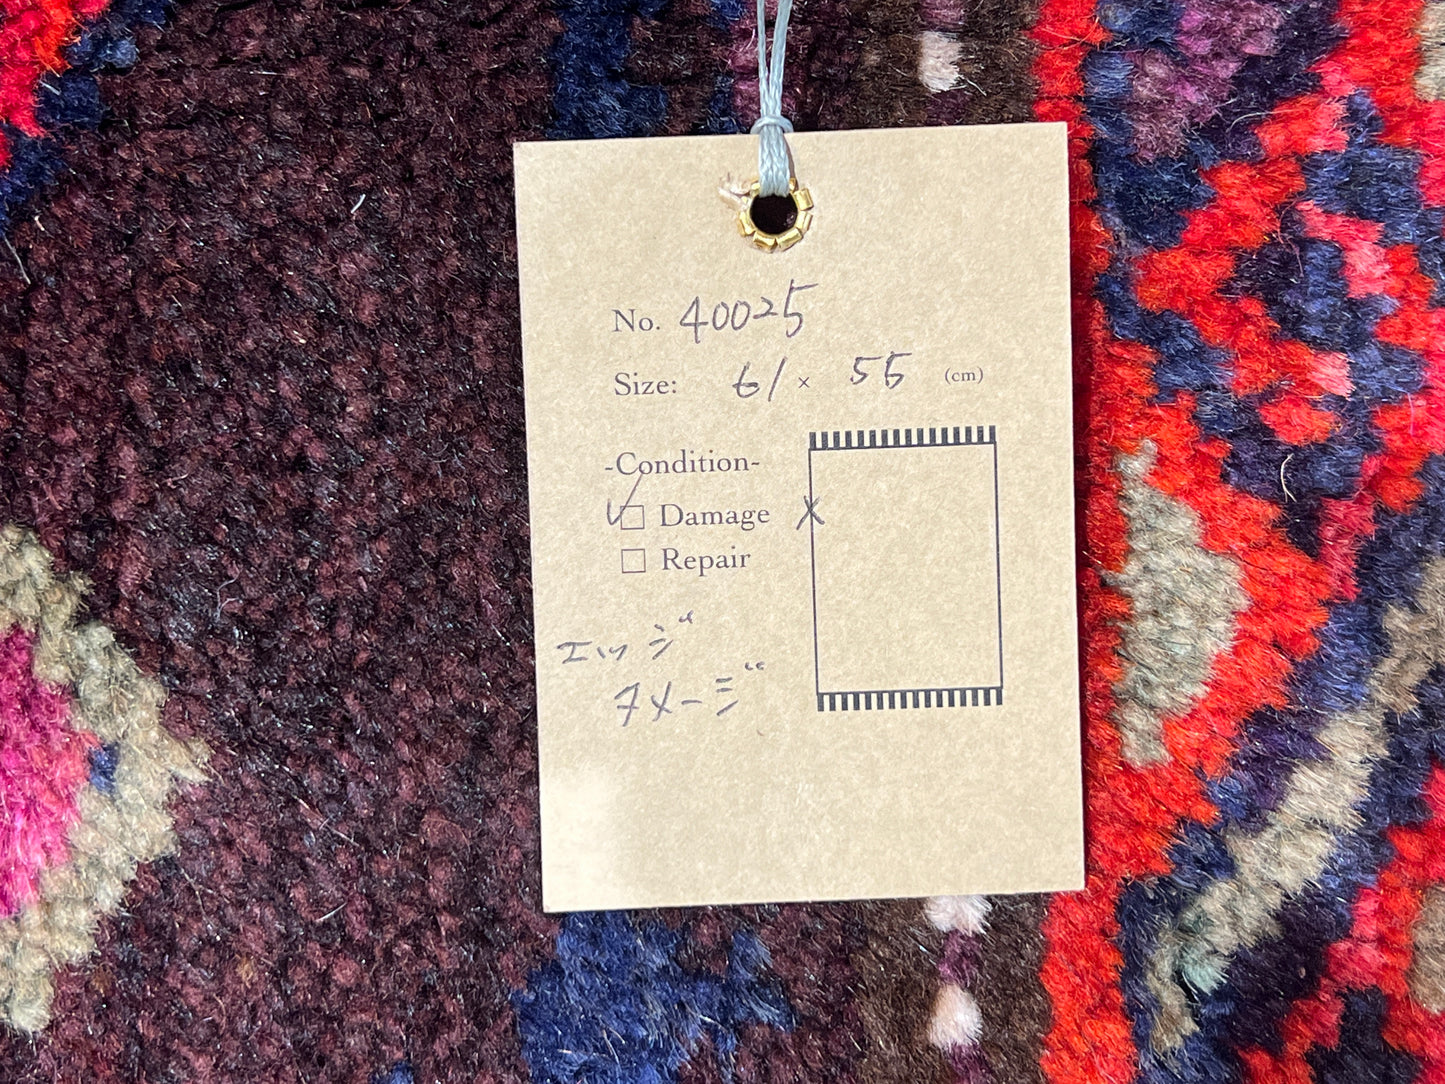 No. 40025
Size: 61 × 55 (cm)
-Condition-
Damage
Repair
エッジ
ダメージ